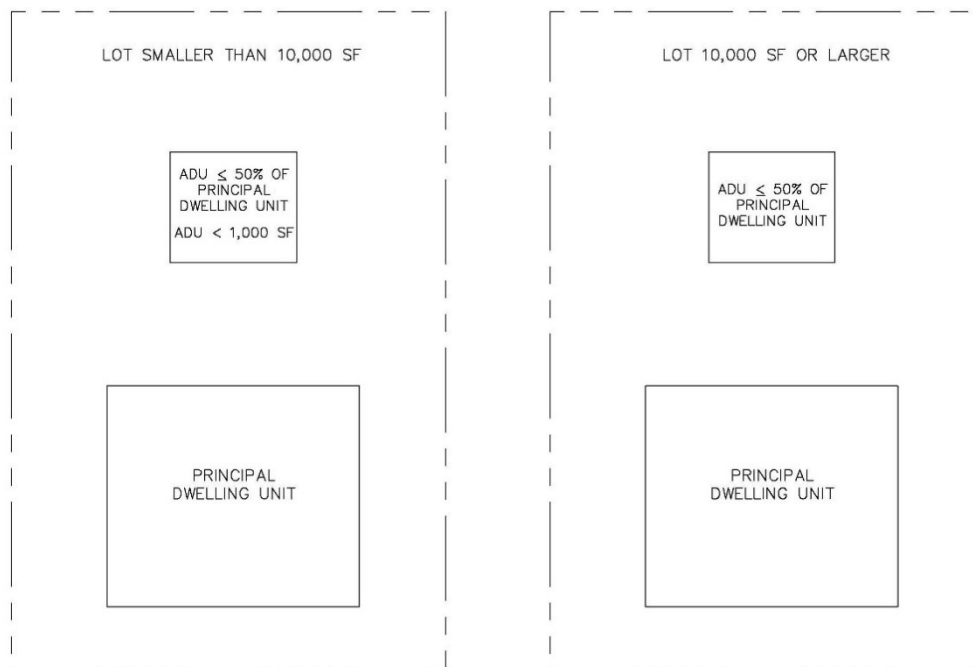 LOT SMALLER THAN 10,000 SF
ADU ≤ 50% OF
PRINCIPAL
DWELLING UNIT
ADU < 1,000 SF
PRINCIPAL
DWELLING UNIT
LOT 10,000 SF OR LARGER
ADU ≤ 50% OF
PRINCIPAL
DWELLING UNIT
PRINCIPAL
DWELLING UNIT